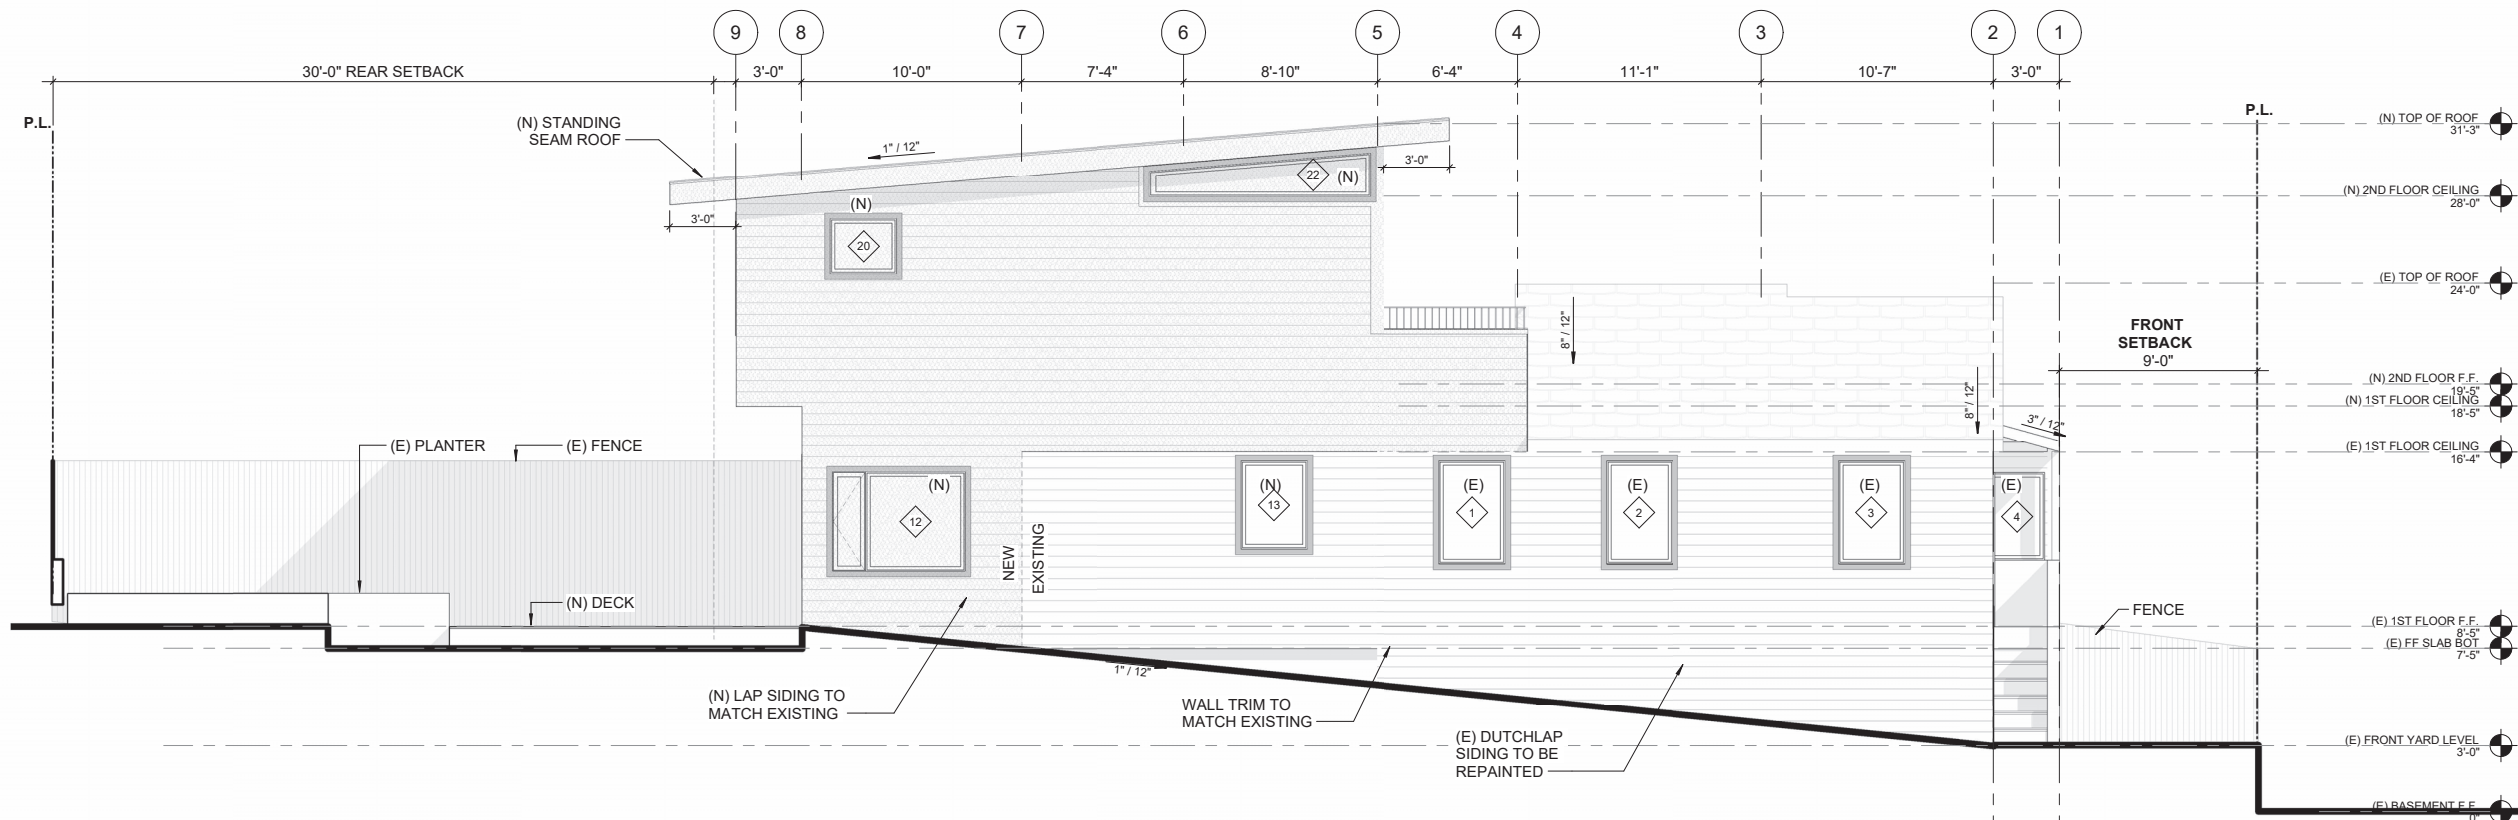 9 8 7 6 5 4 3 2 1
30'-0" REAR SETBACK 3'-0" 10'-0" 7'-4" 8'-10" 6'-4" 11'-1" 10'-7" 3'-0"
P.L.
P.L.
(N) STANDING
SEAM ROOF
1" / 12"
3'-0"
22 (N)
3'-0"
(N)
20
(N) TOP OF ROOF
31'-3"
(N) 2ND FLOOR CEILING
28'-0"
(E) TOP OF ROOF
24'-0"
8" / 12"
FRONT
SETBACK
9'-0"
8" / 12"
3" / 12"
(N) 2ND FLOOR F.F.
19'-5"
(N) 1ST FLOOR CEILING
18'-5"
(E) 1ST FLOOR CEILING
16'-4"
(E) PLANTER
(E) FENCE
(N)
12
NEW
EXISTING
(N)
13
(E)
1
(E)
2
(E)
3
(E)
4
(N) DECK
FENCE
(E) 1ST FLOOR F.F.
8'-5"
(E) FF SLAB BOT
7'-5"
1" / 12"
(N) LAP SIDING TO
MATCH EXISTING
WALL TRIM TO
MATCH EXISTING
(E) DUTCHLAP
SIDING TO BE
REPAINTED
(E) FRONT YARD LEVEL
3'-0"
(E) BASEMENT F.F.
0"